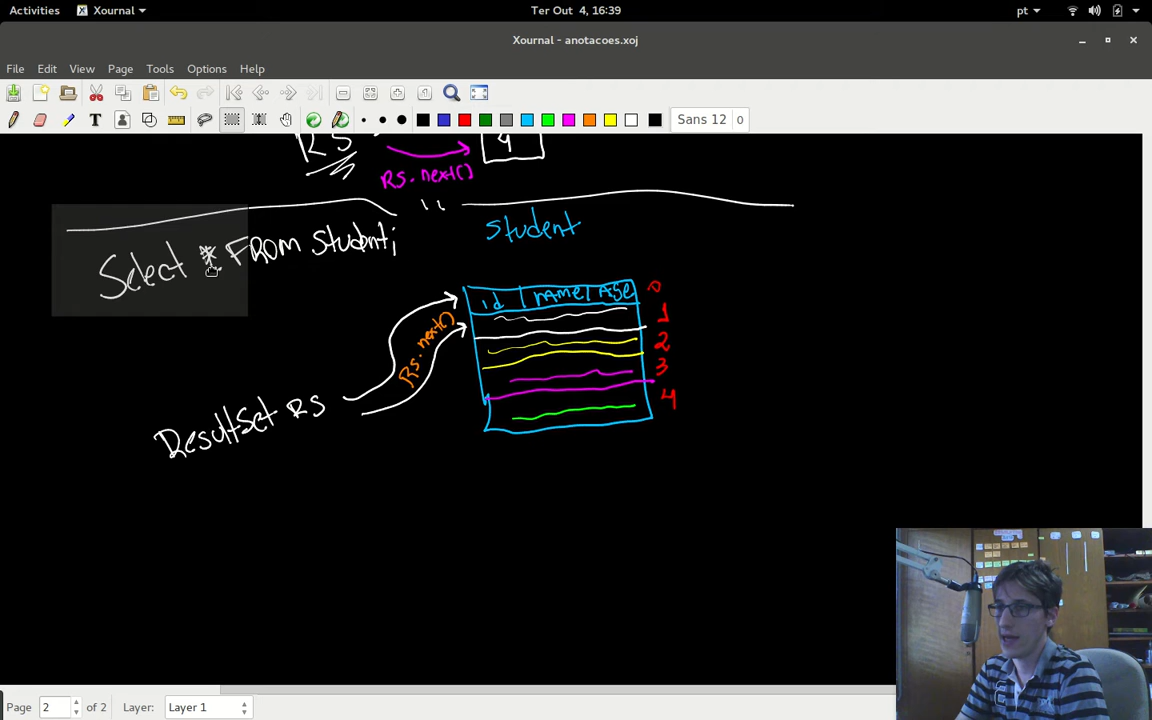 Activities Xournal Ter Out 4, 16:39 pt
Xournal - anotacoes.xoj
File Edit View Page Tools Options Help
T Sans 12 0
RS 4
RS.next()
student
Select * FROM student;
id NAME Age 0
1
RS.next() 2
3
4
ResultSet RS
Page 2 of 2 Layer: Layer 1